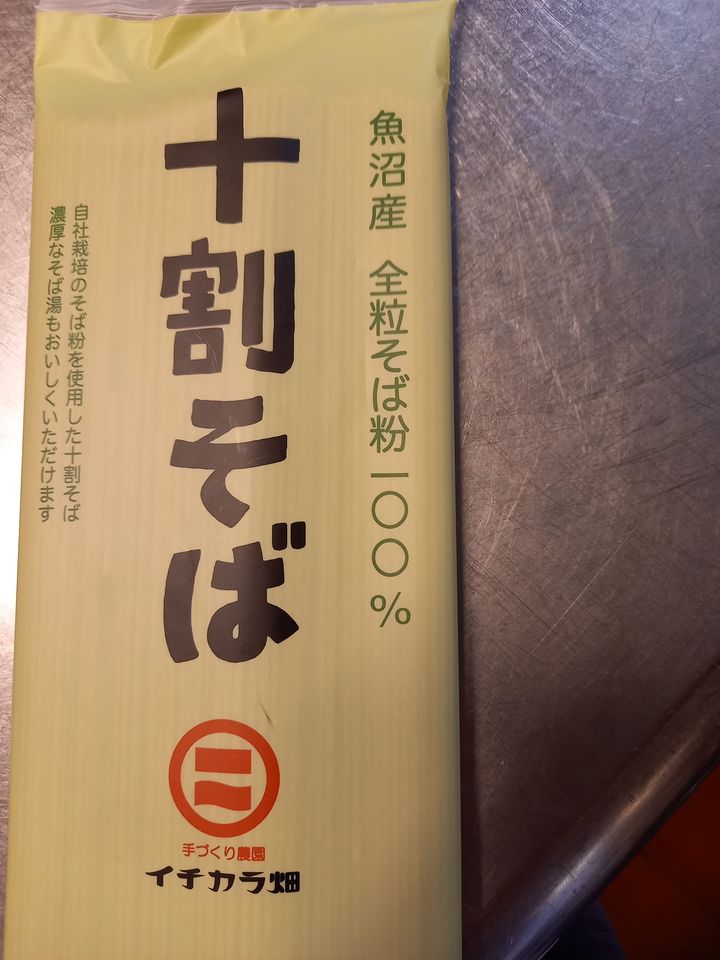 魚沼産 全粒そば粉一〇〇%
十割そば
自社栽培のそば粉を使用した十割そば
濃厚なそば湯もおいしくいただけます
手づくり農園
イチカラ畑